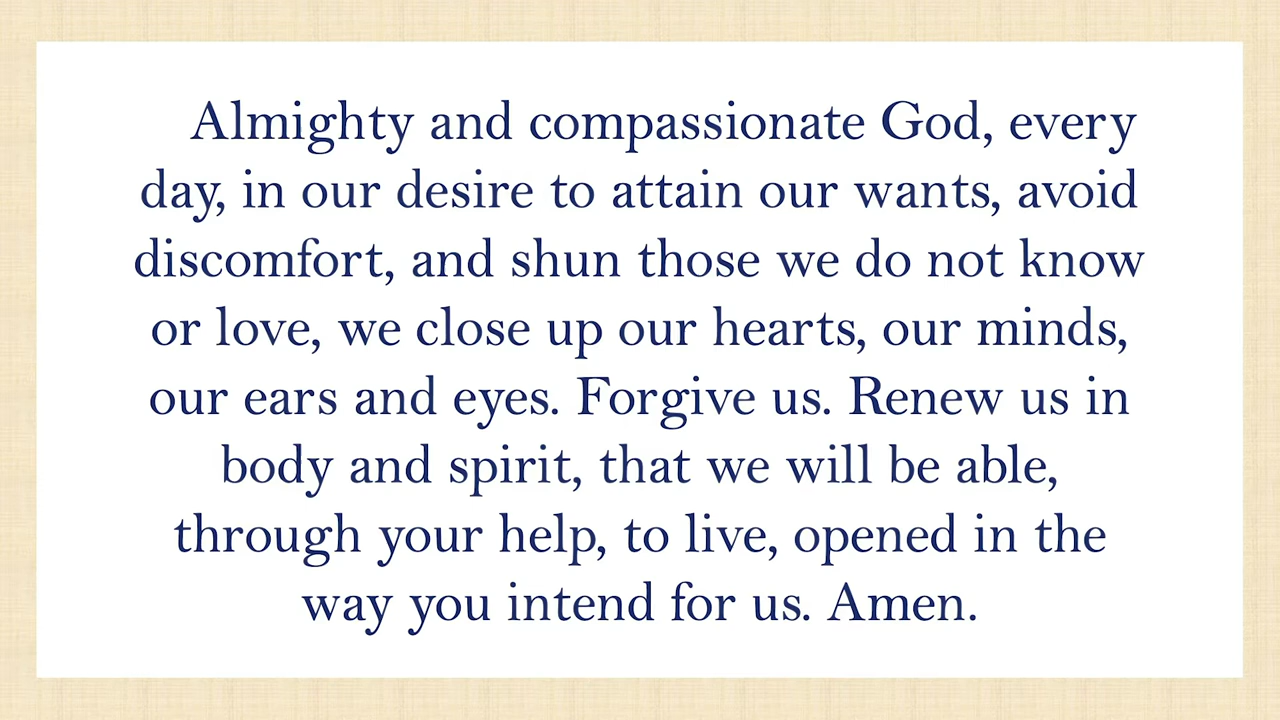 Almighty and compassionate God, every
day, in our desire to attain our wants, avoid
discomfort, and shun those we do not know
or love, we close up our hearts, our minds,
our ears and eyes. Forgive us. Renew us in
body and spirit, that we will be able,
through your help, to live, opened in the
way you intend for us. Amen.